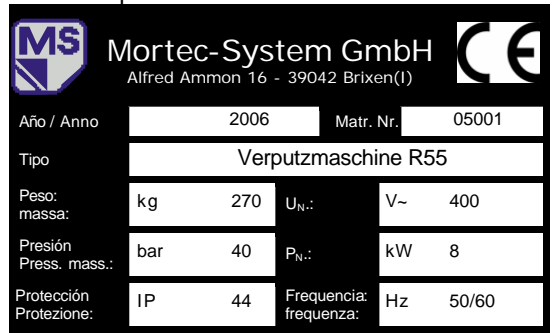 MS Mortec-System GmbH CE
Alfred Ammon 16 - 39042 Brixen(I)
Año / Anno 2006 Matr. Nr. 05001
Tipo Verputzmaschine R55
Peso: kg 270 U_N.: V~ 400
massa:
Presión bar 40 P_N.: kW 8
Press. mass.:
Protección IP 44 Frequencia: Hz 50/60
Protezione: frequenza: